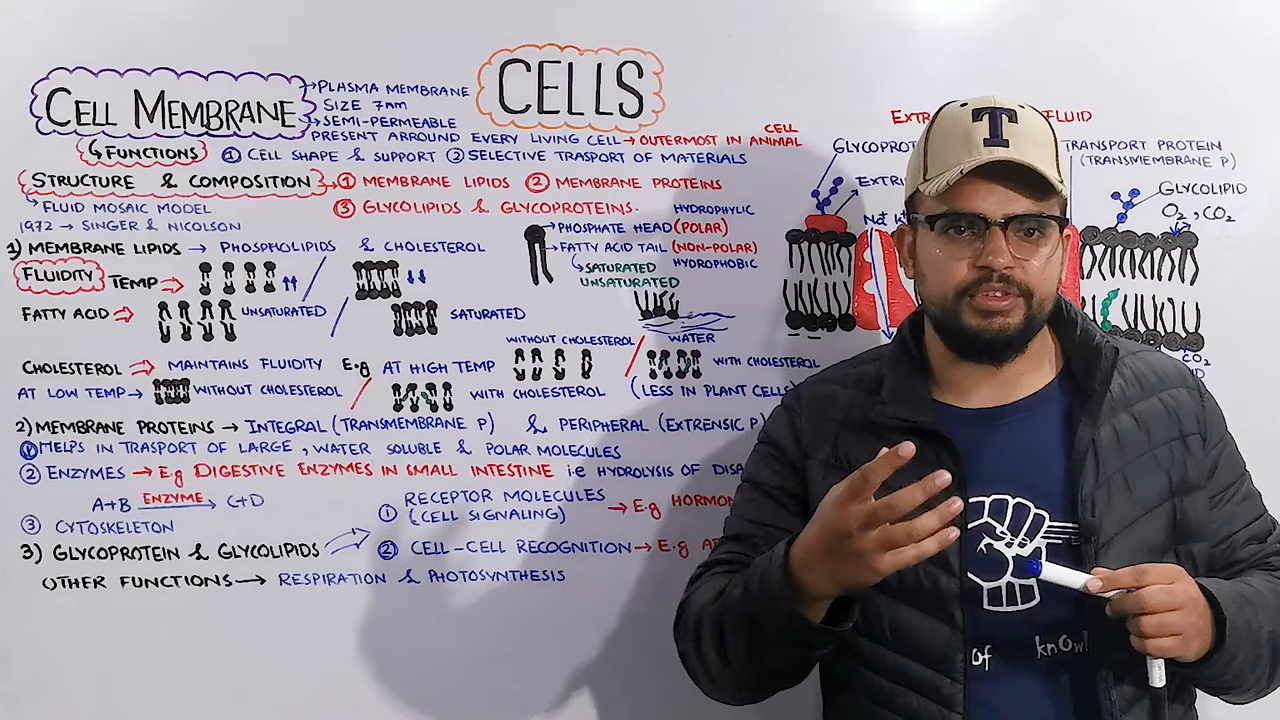 CELLS
CELL MEMBRANE
→ PLASMA MEMBRANE
SIZE 7nm
→ SEMI-PERMEABLE
PRESENT ARROUND EVERY LIVING CELL → OUTERMOST IN ANIMAL CELL
FUNCTIONS ① CELL SHAPE & SUPPORT ② SELECTIVE TRASPORT OF MATERIALS
STRUCTURE & COMPOSITION → ① MEMBRANE LIPIDS ② MEMBRANE PROTEINS
③ GLYCOLIPIDS & GLYCOPROTEINS.
FLUID MOSAIC MODEL
1972 → SINGER & NICOLSON
1) MEMBRANE LIPIDS → PHOSPHOLIPIDS & CHOLESTEROL
HYDROPHYLIC
PHOSPHATE HEAD (POLAR)
FATTY ACID TAIL (NON-POLAR)
HYDROPHOBIC
SATURATED
UNSATURATED
WATER
FLUIDITY TEMP ⇒ ↑↑ ↓↓
FATTY ACID ⇒ UNSATURATED SATURATED
CHOLESTEROL ⇒ MAINTAINS FLUIDITY E.g AT HIGH TEMP WITHOUT CHOLESTEROL WITH CHOLESTEROL
AT LOW TEMP → WITHOUT CHOLESTEROL WITH CHOLESTEROL (LESS IN PLANT CELLS
2) MEMBRANE PROTEINS → INTEGRAL (TRANSMEMBRANE P) & PERIPHERAL (EXTRENSIC P)
① HELPS IN TRASPORT OF LARGE, WATER SOLUBLE & POLAR MOLECULES
② ENZYMES → E.g DIGESTIVE ENZYMES IN SMALL INTESTINE i.e HYDROLYSIS OF
A+B ENZYME → C+D
③ CYTOSKELETON
3) GLYCOPROTEIN & GLYCOLIPIDS
① RECEPTOR MOLECULES (CELL SIGNALING) → E.g
② CELL-CELL RECOGNITION → E.g
OTHER FUNCTIONS → RESPIRATION & PHOTOSYNTHESIS
FLUID
TRANSPORT PROTEIN
(TRANSMEMBRANE P)
GLYCOLIPID
O₂, CO₂
CO₂
T
of knowl